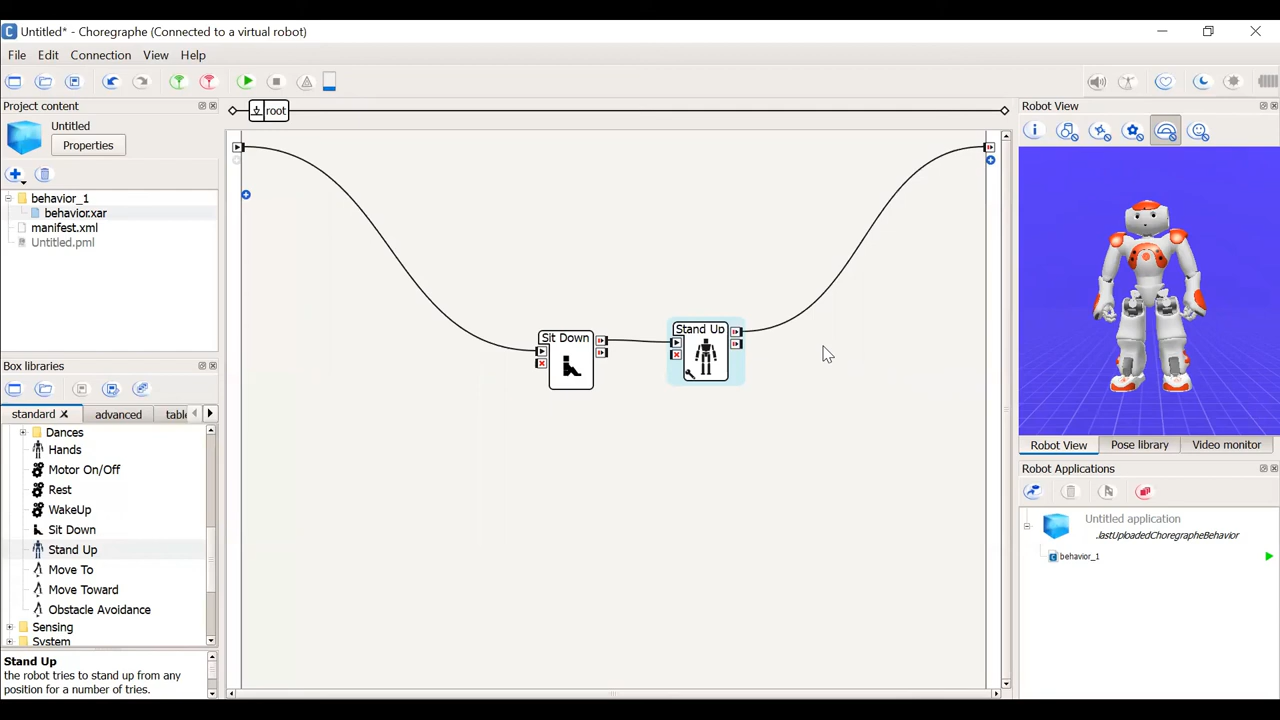 Untitled* - Choregraphe (Connected to a virtual robot)
File Edit Connection View Help
Project content
Untitled
Properties
behavior_1
behavior.xar
manifest.xml
Untitled.pml
Box libraries
standard advanced table
Dances
Hands
Motor On/Off
Rest
WakeUp
Sit Down
Stand Up
Move To
Move Toward
Obstacle Avoidance
Sensing
System
Stand Up
the robot tries to stand up from any
position for a number of tries.
root
Sit Down
Stand Up
Robot View
Robot View Pose library Video monitor
Robot Applications
Untitled application
.lastUploadedChoregrapheBehavior
behavior_1